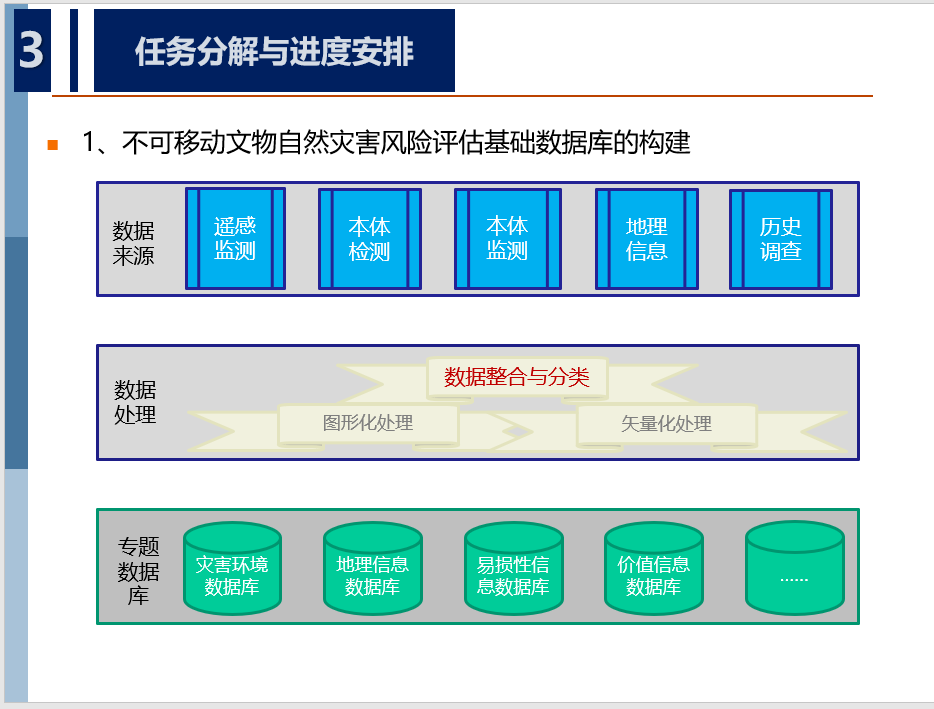 3
任务分解与进度安排
1、不可移动文物自然灾害风险评估基础数据库的构建
数据
来源
遥感
监测
本体
检测
本体
监测
地理
信息
历史
调查
数据
处理
数据整合与分类
图形化处理
矢量化处理
专题
数据
库
灾害环境
数据库
地理信息
数据库
易损性信
息数据库
价值信息
数据库
......